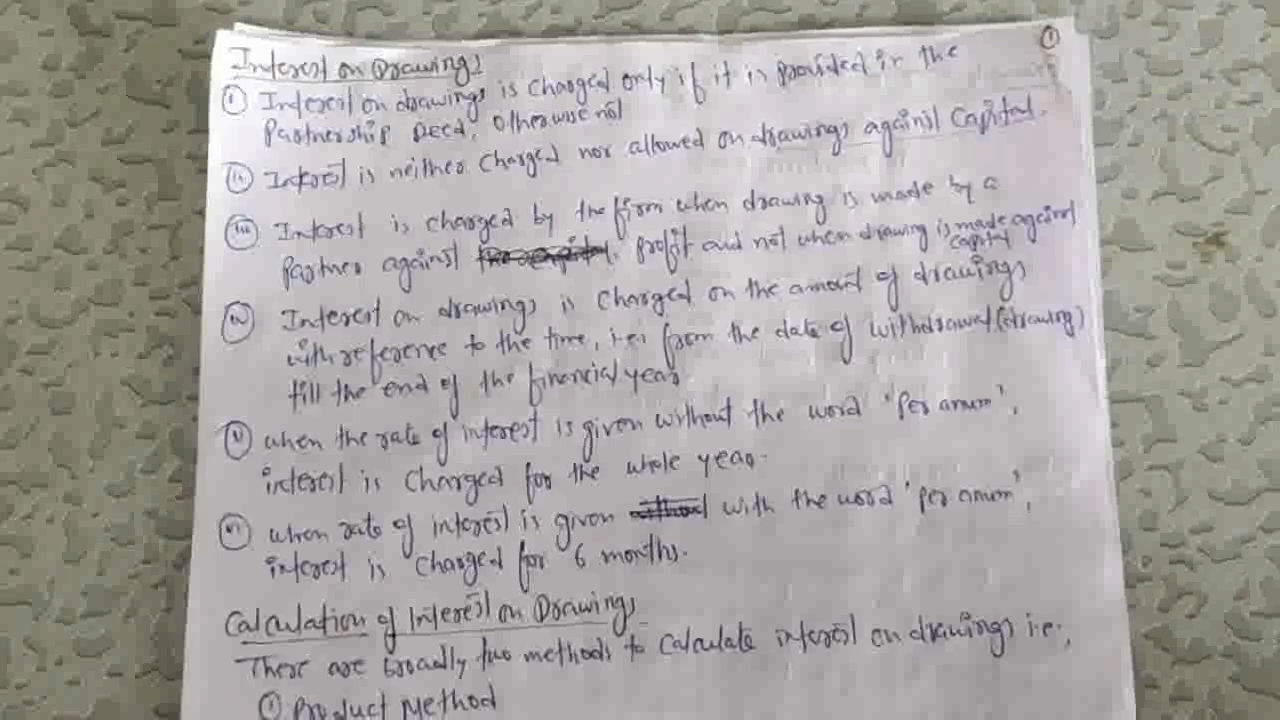 ①
Interest on Drawings
(i) Interest on drawings is charged only if it is provided in the
Partnership Deed, otherwise not
(ii) Interest is neither charged nor allowed on drawings against Capital.
(iii) Interest is charged by the firm when drawing is made by a
Partner against profit and not when drawing is made against
capital
(iv) Interest on drawings is charged on the amount of drawings
with reference to the time, i.e; from the date of withdrawal (drawing)
till the end of the financial year
(v) when the rate of interest is given without the word 'Per anum',
interest is charged for the whole year.
(vi) when rate of interest is given with the word 'per anum',
interest is charged for 6 months.
Calculation of Interest on Drawings
There are broadly two methods to calculate interest on drawings i.e;,
① Product Method